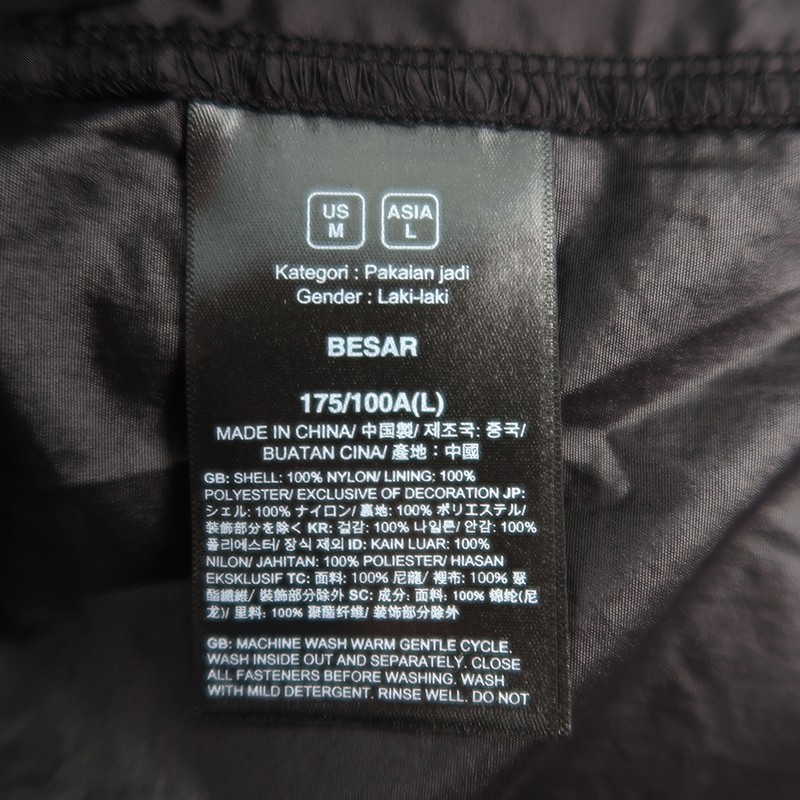 US ASIA
M L
Kategori : Pakaian jadi
Gender : Laki-laki
BESAR
175/100A(L)
MADE IN CHINA/ 中国製/ 제조국: 중국/
BUATAN CINA/ 產地：中國
GB: SHELL: 100% NYLON/ LINING: 100%
POLYESTER/ EXCLUSIVE OF DECORATION JP:
シェル: 100% ナイロン/ 裏地: 100% ポリエステル/
装飾部分を除く KR: 겉감: 100% 나일론/ 안감: 100%
폴리에스터/ 장식 제외 ID: KAIN LUAR: 100%
NILON/ JAHITAN: 100% POLIESTER/ HIASAN
EKSKLUSIF TC: 面料: 100% 尼龍/ 裡布: 100% 聚
酯纖維/ 裝飾部分除外 SC: 成分: 面料: 100% 锦纶(尼
龙)/ 里料: 100% 聚酯纤维/ 装饰部分除外
GB: MACHINE WASH WARM GENTLE CYCLE.
WASH INSIDE OUT AND SEPARATELY. CLOSE
ALL FASTENERS BEFORE WASHING. WASH
WITH MILD DETERGENT. RINSE WELL. DO NOT